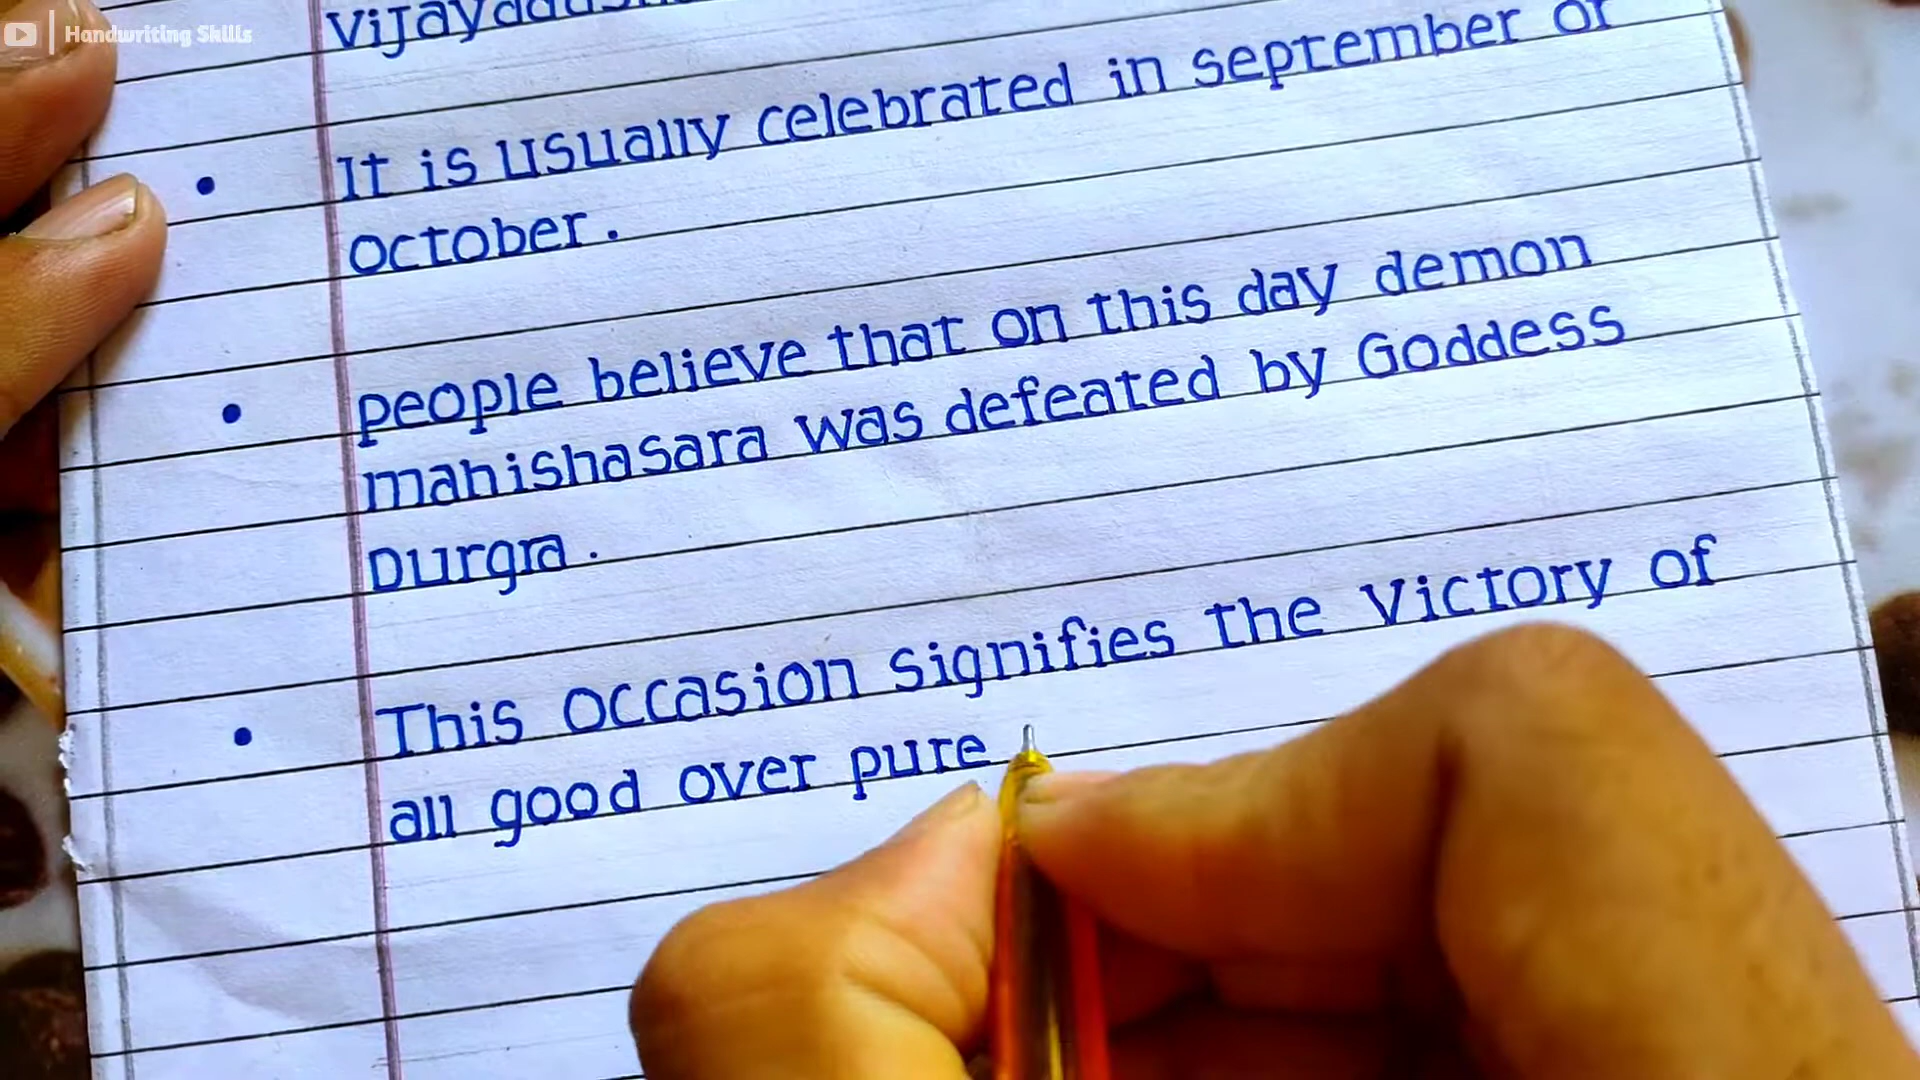 Handwriting Skills
It is usually celebrated in september or
october.
people believe that on this day demon
mahishasara was defeated by Goddess
Durga.
This occasion signifies the Victory of
all good over pure